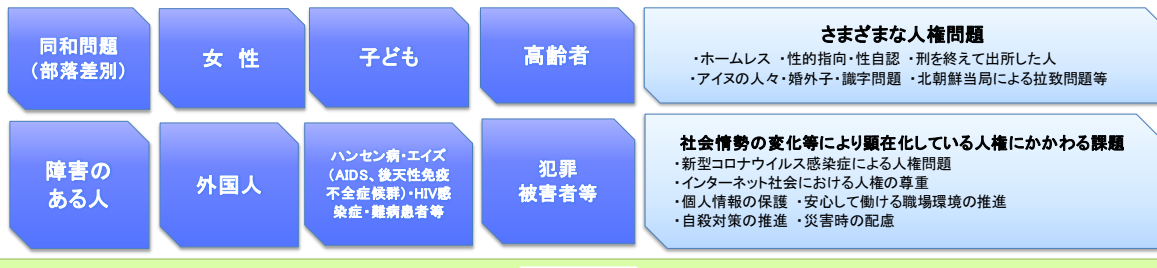 同和問題
（部落差別）
女 性
子ども
高齢者
さまざまな人権問題
・ホームレス ・性的指向・性自認 ・刑を終えて出所した人
・アイヌの人々・婚外子・識字問題 ・北朝鮮当局による拉致問題等
障害の
ある人
外国人
ハンセン病・エイズ
（AIDS、後天性免疫
不全症候群）・HIV感
染症・難病患者等
犯罪
被害者等
社会情勢の変化等により顕在化している人権にかかわる課題
・新型コロナウイルス感染症による人権問題
・インターネット社会における人権の尊重
・個人情報の保護 ・安心して働ける職場環境の推進
・自殺対策の推進 ・災害時の配慮